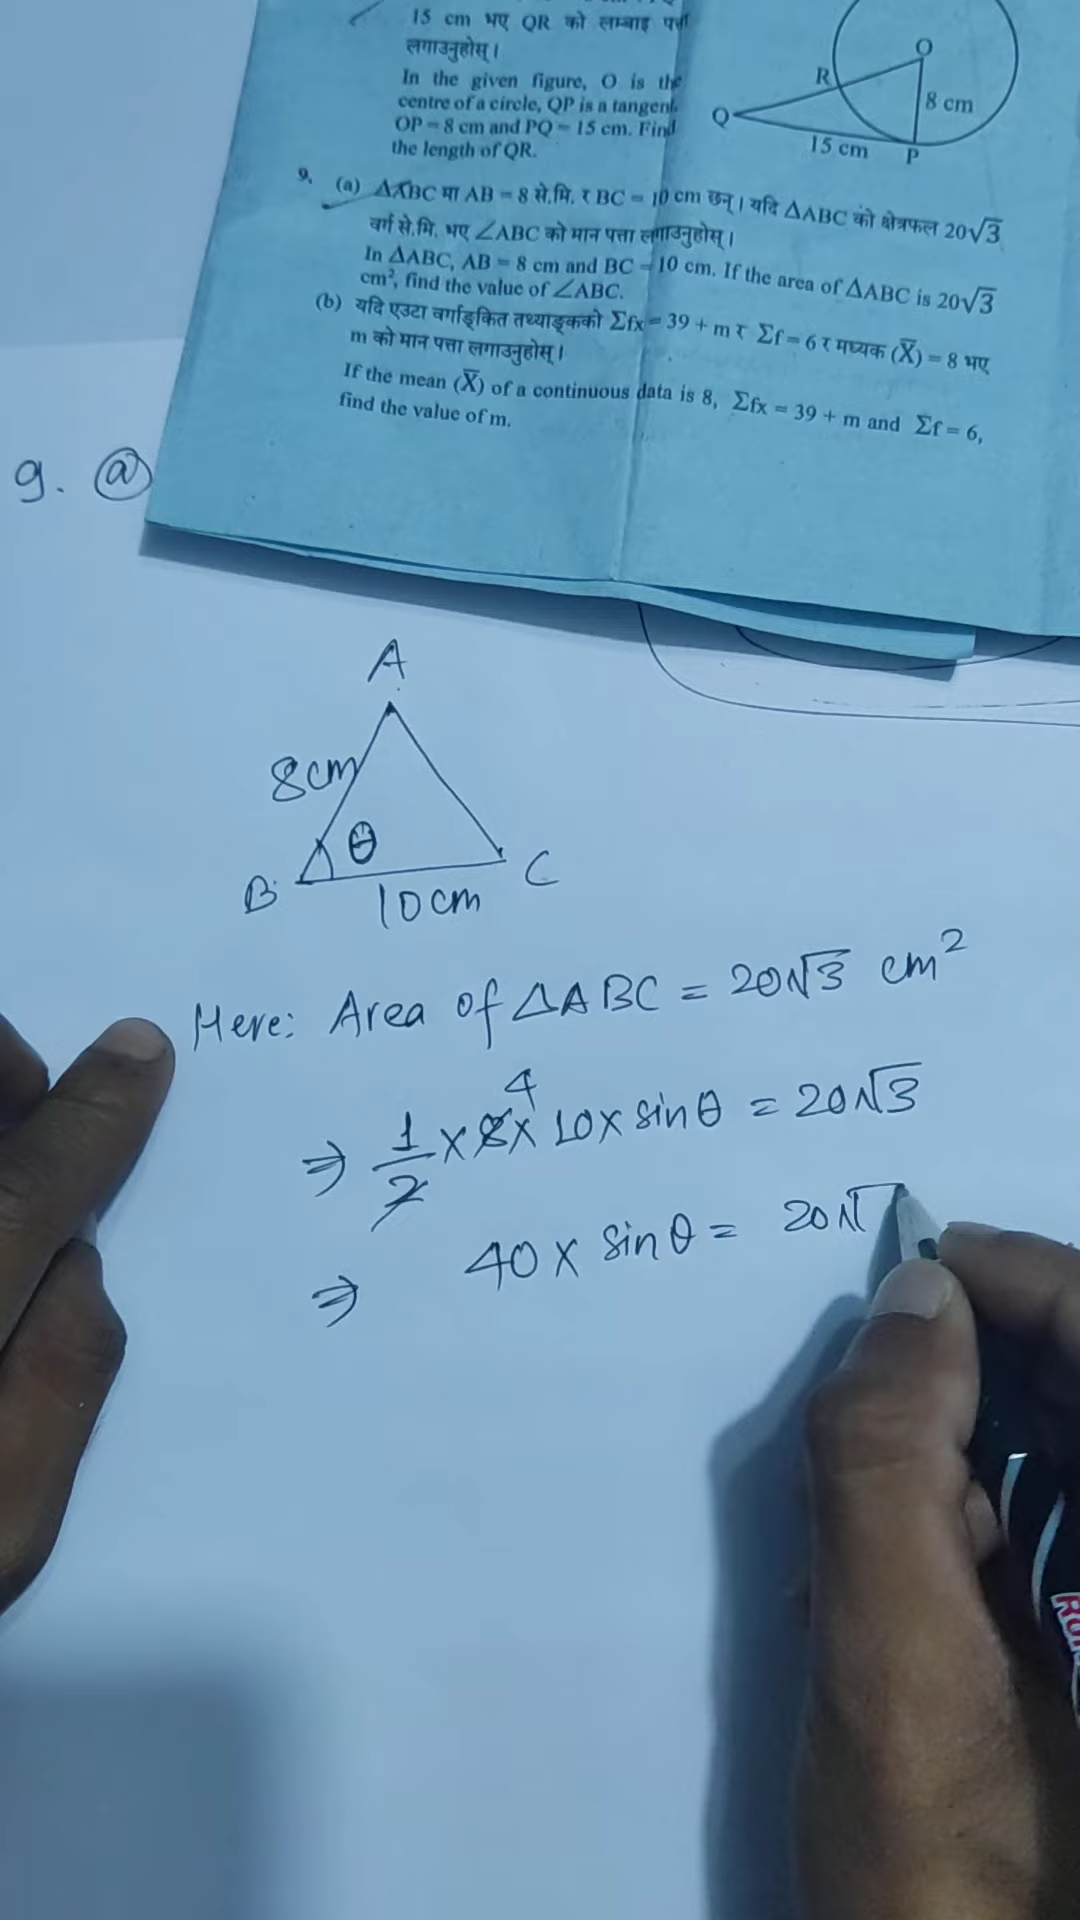 15 cm भए QR को लम्बाइ पत्ता
लगाउनुहोस् ।
In the given figure, O is the
centre of a circle, QP is a tangent.
OP = 8 cm and PQ = 15 cm. Find
the length of QR.
O
R
8 cm
Q
15 cm
P
9. (a) ΔABC मा AB = 8 से.मि. र BC = 10 cm छन् । यदि ΔABC को क्षेत्रफल 20√3
वर्ग से.मि. भए ∠ABC को मान पत्ता लगाउनुहोस् ।
In ΔABC, AB = 8 cm and BC = 10 cm. If the area of ΔABC is 20√3
cm², find the value of ∠ABC.
(b) यदि एउटा वर्गाङ्कित तथ्याङ्कको Σfx = 39 + m र Σf = 6 र मध्यक (X̄) = 8 भए
m को मान पत्ता लगाउनुहोस् ।
If the mean (X̄) of a continuous data is 8, Σfx = 39 + m and Σf = 6,
find the value of m.
9. (a)
A
8cm
θ
B
C
10cm
Here: Area of ΔABC = 20√3 cm²
4
⇒ 1/2 × 8 × 10 × sinθ = 20√3
⇒ 40 × sinθ = 20√